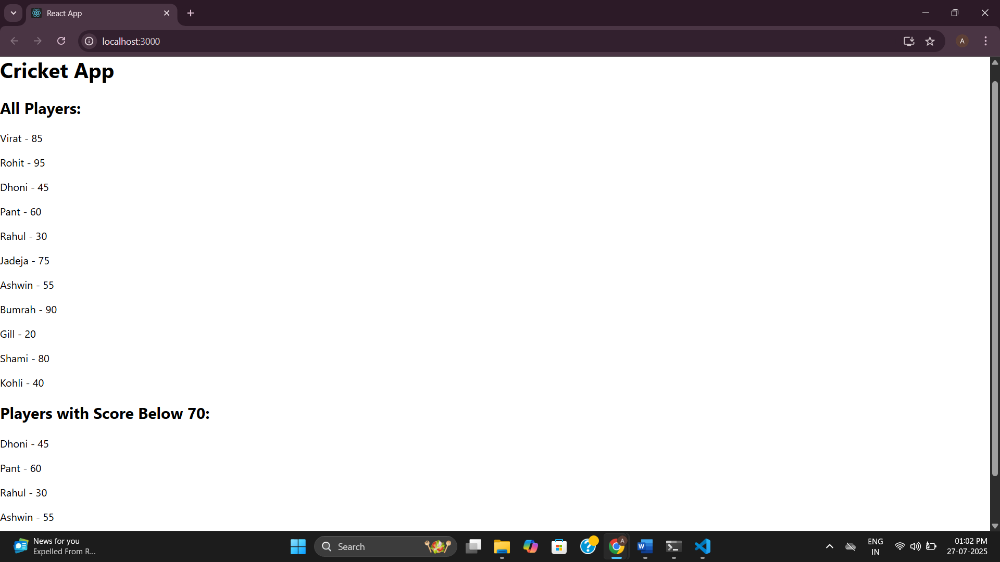 React App
localhost:3000
A
Cricket App
All Players:
Virat - 85
Rohit - 95
Dhoni - 45
Pant - 60
Rahul - 30
Jadeja - 75
Ashwin - 55
Bumrah - 90
Gill - 20
Shami - 80
Kohli - 40
Players with Score Below 70:
Dhoni - 45
Pant - 60
Rahul - 30
Ashwin - 55
News for you
Expelled From R...
Search
A
W
ENG
IN
01:02 PM
27-07-2025